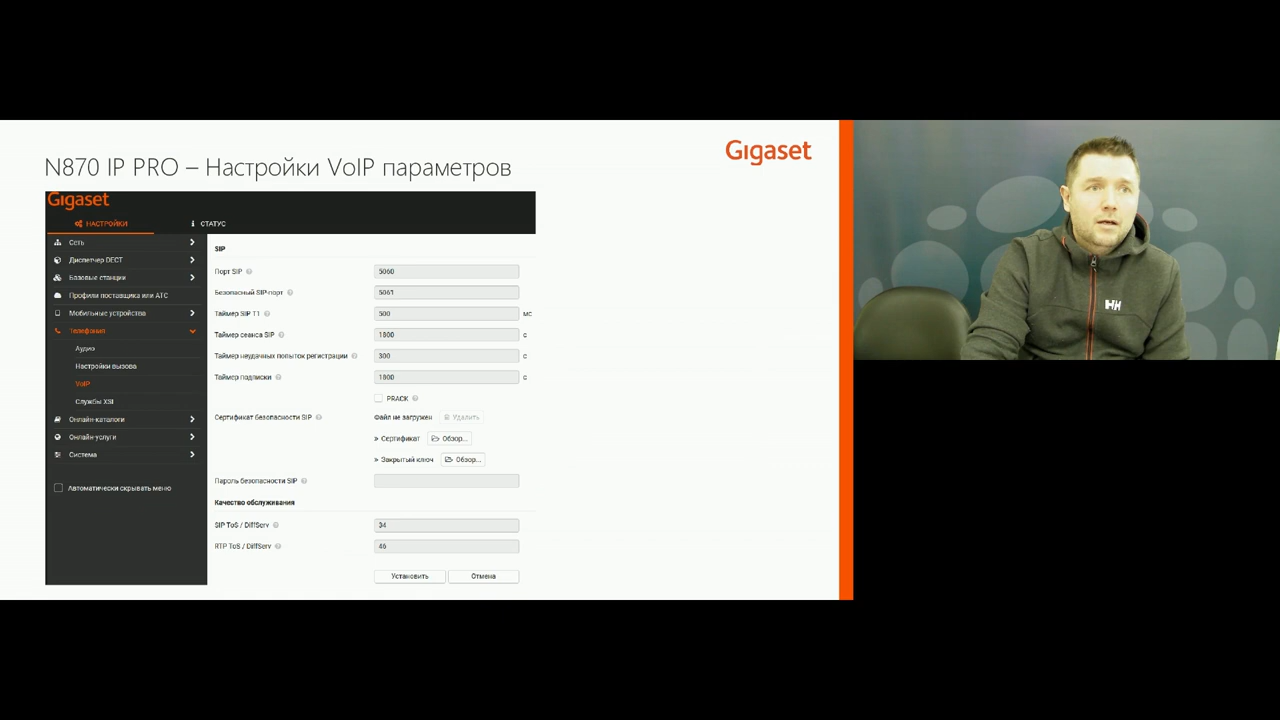 N870 IP PRO – Настройки VoIP параметров
Gigaset
Gigaset
НАСТРОЙКИ
СТАТУС
Сеть
Диспетчер DECT
Базовые станции
Профили поставщика или АТС
Мобильные устройства
Телефония
Аудио
Настройки вызова
VoIP
Службы XSI
Онлайн-каталоги
Онлайн-услуги
Система
Автоматически скрывать меню
SIP
Порт SIP 5060
Безопасный SIP-порт 5061
Таймер SIP T1 500 мс
Таймер сеанса SIP 1800 с
Таймер неудачных попыток регистрации 300 с
Таймер подписки 1800 с
PRACK
Сертификат безопасности SIP Файл не загружен Удалить
» Сертификат Обзор...
» Закрытый ключ Обзор...
Пароль безопасности SIP
Качество обслуживания
SIP ToS / DiffServ 34
RTP ToS / DiffServ 46
Установить Отмена
HH